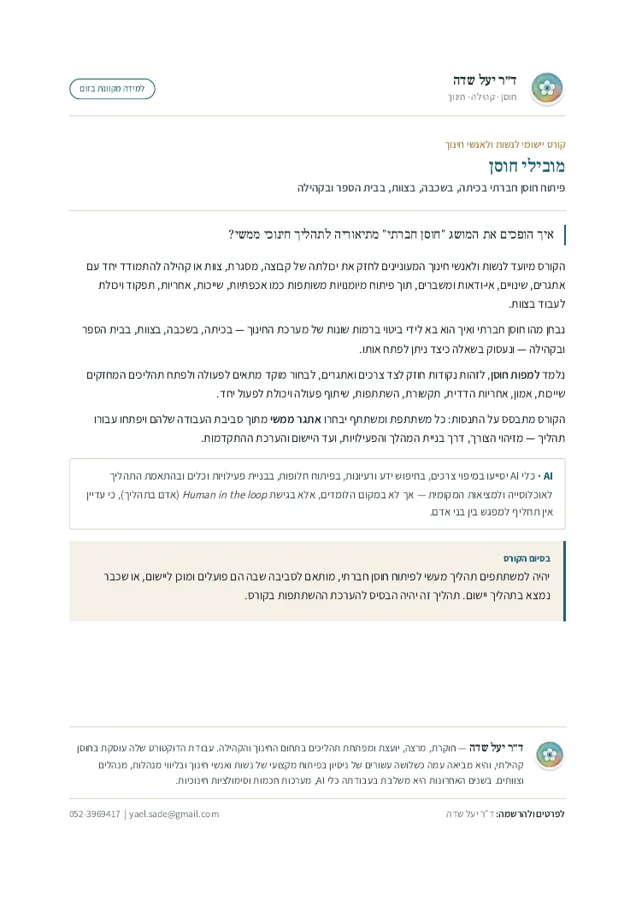 ד״ר יעל שדה
חוסן · קהילה · חינוך
למידה מקוונת בזום
קורס יישומי לנשות ולאנשי חינוך
מובילי חוסן
פיתוח חוסן חברתי בכיתה, בשכבה, בצוות, בבית הספר ובקהילה
איך הופכים את המושג "חוסן חברתי" מתיאוריה לתהליך חינוכי ממשי?
הקורס מיועד לנשות ולאנשי חינוך המעוניינים לחזק את יכולתה של קבוצה, מסגרת, צוות או קהילה להתמודד יחד עם
אתגרים, שינויים, אי-ודאות ומשברים, תוך פיתוח מיומנויות משותפות כמו אכפתיות, שייכות, אחריות, תפקוד ויכולת
לעבוד בצוות.
נבחן מהו חוסן חברתי ואיך הוא בא לידי ביטוי ברמות שונות של מערכת החינוך — בכיתה, בשכבה, בצוות, בבית הספר
ובקהילה — ונעסוק בשאלה כיצד ניתן לפתח אותו.
נלמד למפות חוסן, לזהות נקודות חוזק לצד צרכים ואתגרים, לבחור מוקד מתאים לפעולה ולפתח תהליכים המחזקים
שייכות, אמון, אחריות הדדית, תקשורת, השתתפות, שיתוף פעולה ויכולת לפעול יחד.
הקורס מתבסס על התנסות: כל משתתפת ומשתתף יבחרו אתגר ממשי מתוך סביבת העבודה שלהם ויפתחו עבורו
תהליך — מזיהוי הצורך, דרך בניית המהלך והפעילויות, ועד היישום והערכת ההתקדמות.
AI · כלי AI יסייעו במיפוי צרכים, בחיפוש ידע ורעיונות, בפיתוח חלופות, בבניית פעילויות וכלים ובהתאמת התהליך
לאוכלוסייה ולמציאות המקומית — אך לא במקום הלומדים, אלא בגישת Human in the loop (אדם בתהליך), כי עדיין
אין תחליף למפגש בין בני אדם.
בסיום הקורס
יהיה למשתתפים תהליך מעשי לפיתוח חוסן חברתי, מותאם לסביבה שבה הם פועלים ומוכן ליישום, או שכבר
נמצא בתהליך יישום. תהליך זה יהיה הבסיס להערכת ההשתתפות בקורס.
ד״ר יעל שדה — חוקרת, מרצה, יועצת ומפתחת תהליכים בתחום החינוך והקהילה. עבודת הדוקטורט שלה עוסקת בחוסן
קהילתי, והיא מביאה עמה כשלושה עשורים של ניסיון בפיתוח מקצועי של נשות ואנשי חינוך ובליווי מנהלות, מנהלים
וצוותים. בשנים האחרונות היא משלבת בעבודתה כלי AI, מערכות חכמות וסימולציות חינוכיות.
לפרטים ולהרשמה: ד״ר יעל שדה
052-3969417 | yael.sade@gmail.com